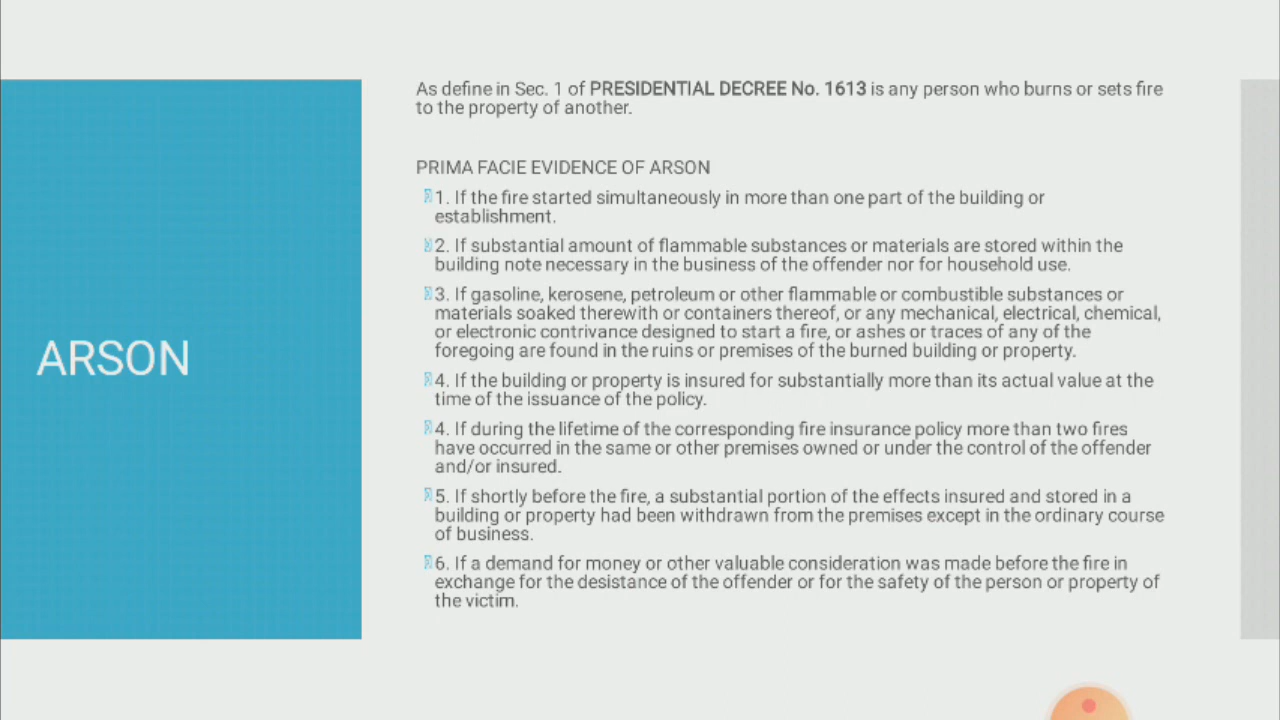 ARSON
As define in Sec. 1 of PRESIDENTIAL DECREE No. 1613 is any person who burns or sets fire
to the property of another.
PRIMA FACIE EVIDENCE OF ARSON
1. If the fire started simultaneously in more than one part of the building or
establishment.
2. If substantial amount of flammable substances or materials are stored within the
building note necessary in the business of the offender nor for household use.
3. If gasoline, kerosene, petroleum or other flammable or combustible substances or
materials soaked therewith or containers thereof, or any mechanical, electrical, chemical,
or electronic contrivance designed to start a fire, or ashes or traces of any of the
foregoing are found in the ruins or premises of the burned building or property.
4. If the building or property is insured for substantially more than its actual value at the
time of the issuance of the policy.
4. If during the lifetime of the corresponding fire insurance policy more than two fires
have occurred in the same or other premises owned or under the control of the offender
and/or insured.
5. If shortly before the fire, a substantial portion of the effects insured and stored in a
building or property had been withdrawn from the premises except in the ordinary course
of business.
6. If a demand for money or other valuable consideration was made before the fire in
exchange for the desistance of the offender or for the safety of the person or property of
the victim.